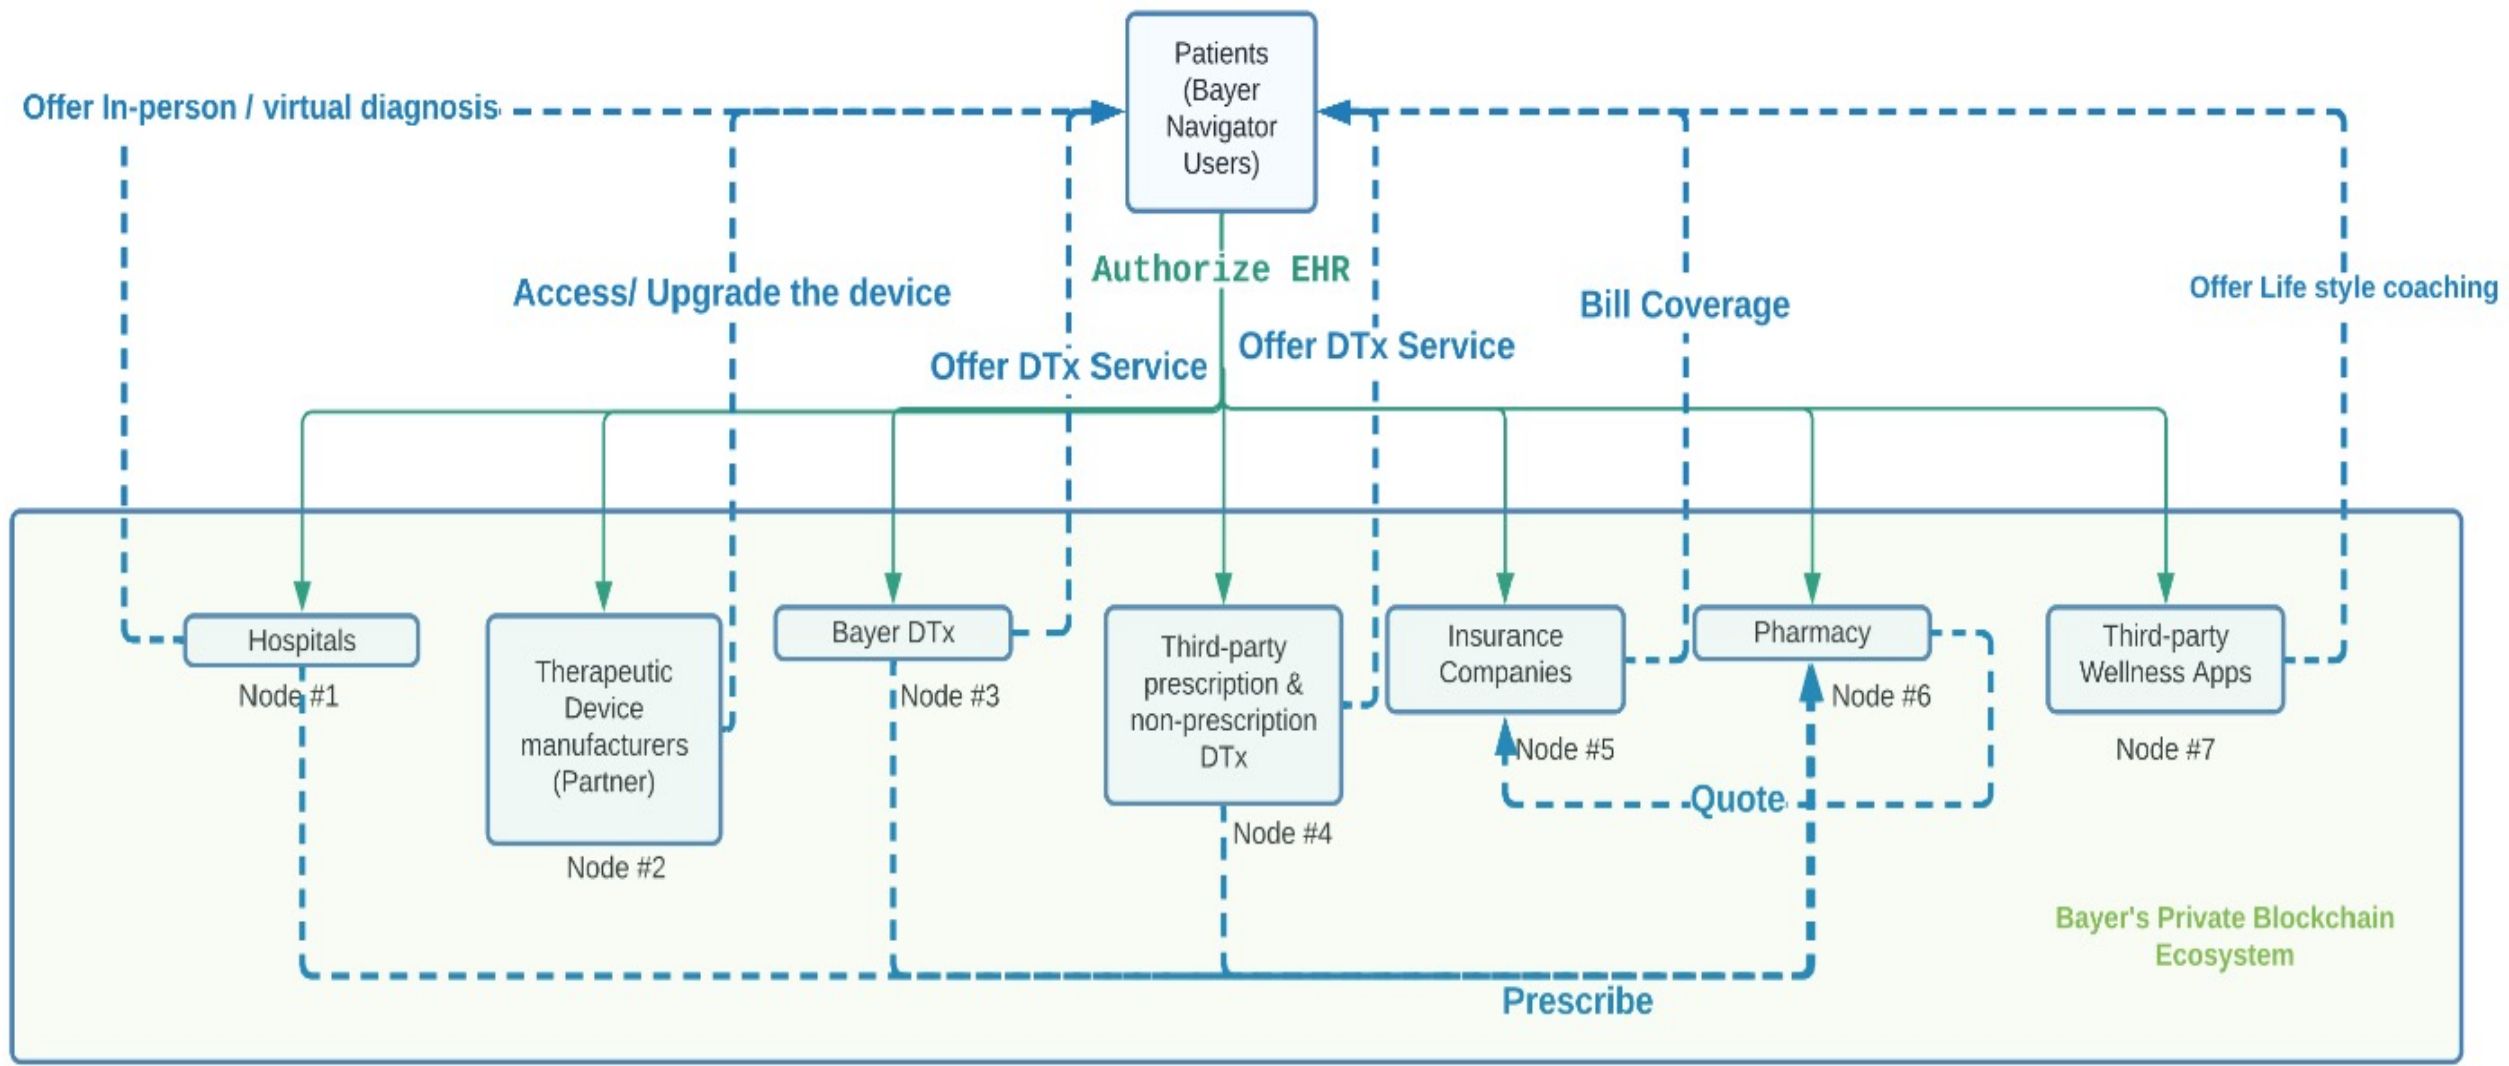 Patients
(Bayer
Navigator
Users)
Offer In-person / virtual diagnosis
Authorize EHR
Access/ Upgrade the device
Offer Life style coaching
Bill Coverage
Offer DTx Service
Offer DTx Service
Hospitals
Node #1
Therapeutic
Device
manufacturers
(Partner)
Node #2
Bayer DTx
Node #3
Third-party
prescription &
non-prescription
DTx
Node #4
Insurance
Companies
Node #5
Pharmacy
Node #6
Third-party
Wellness Apps
Node #7
Quote
Bayer's Private Blockchain
Ecosystem
Prescribe